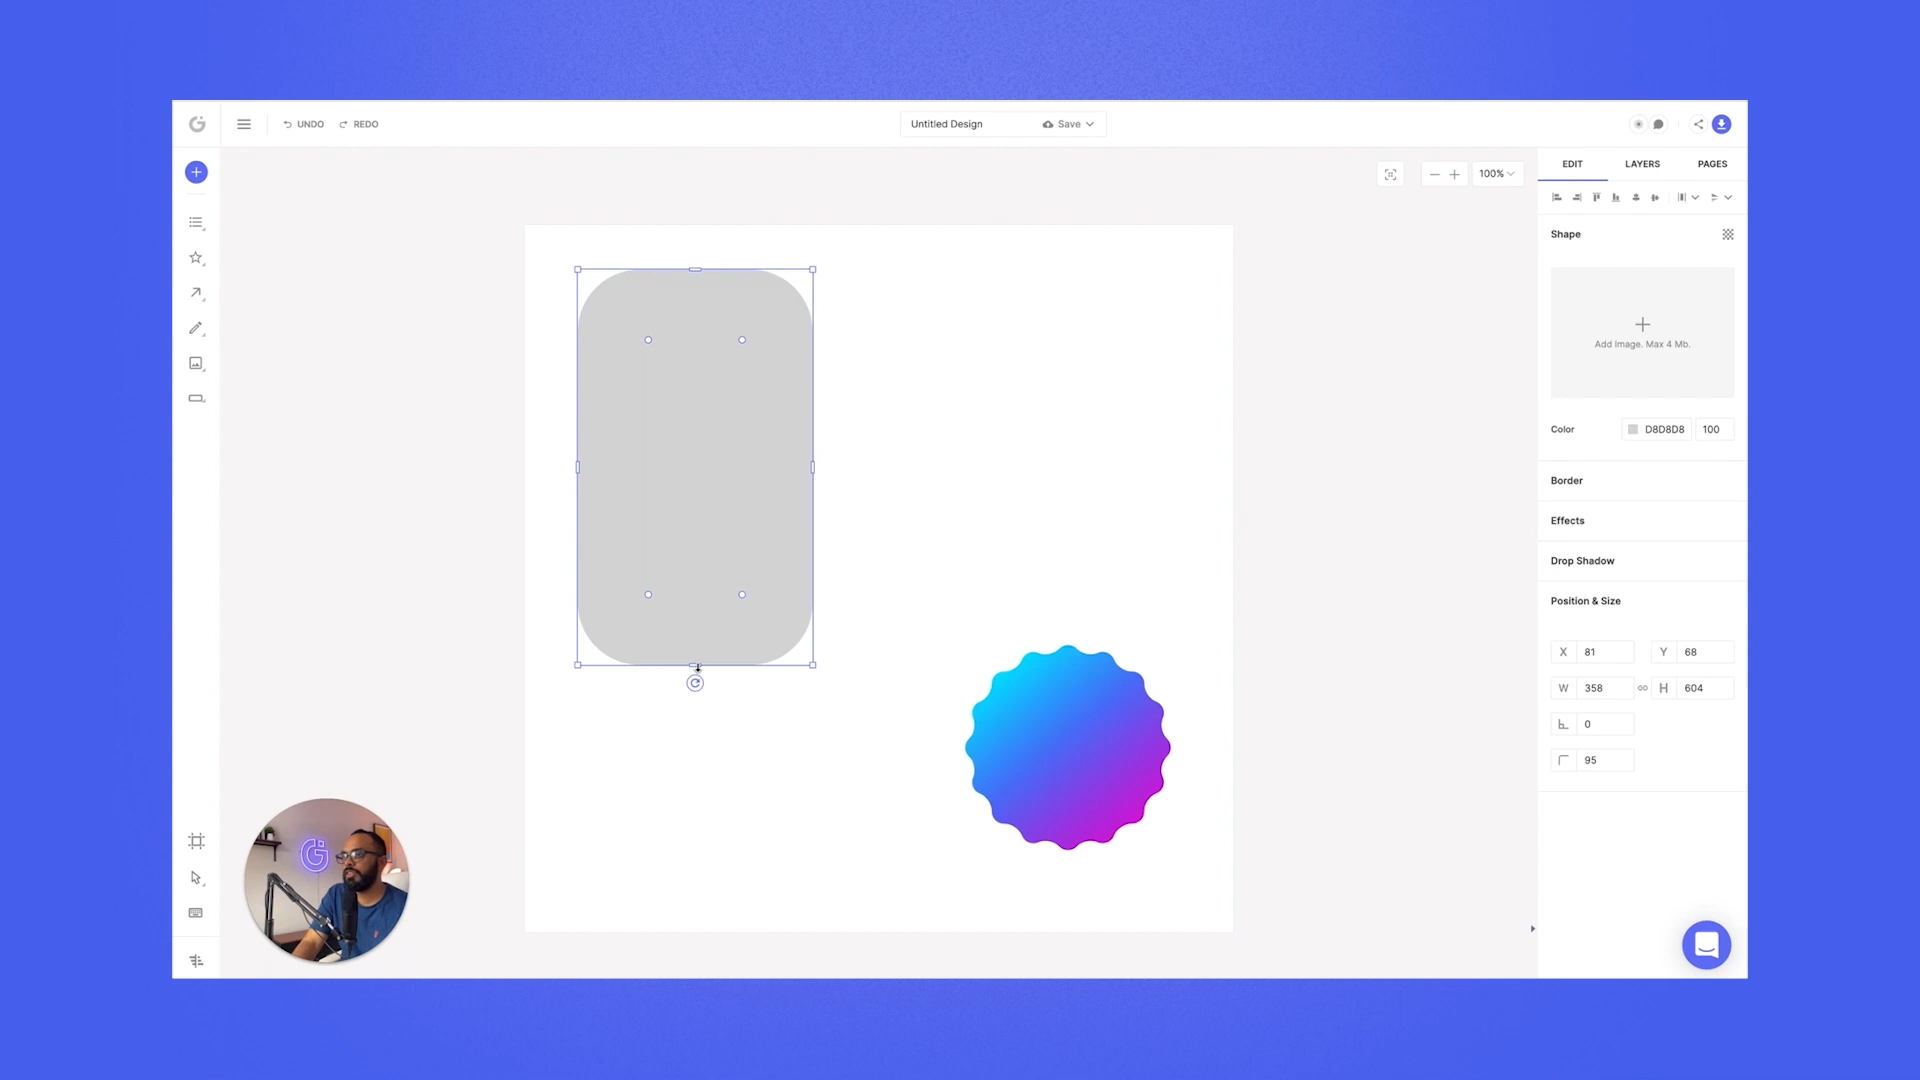 UNDO
REDO
Untitled Design
Save
100%
EDIT
LAYERS
PAGES
Shape
Add Image. Max 4 Mb.
Color
D8D8D8
100
Border
Effects
Drop Shadow
Position & Size
X 81
Y 68
W 358
H 604
0
95